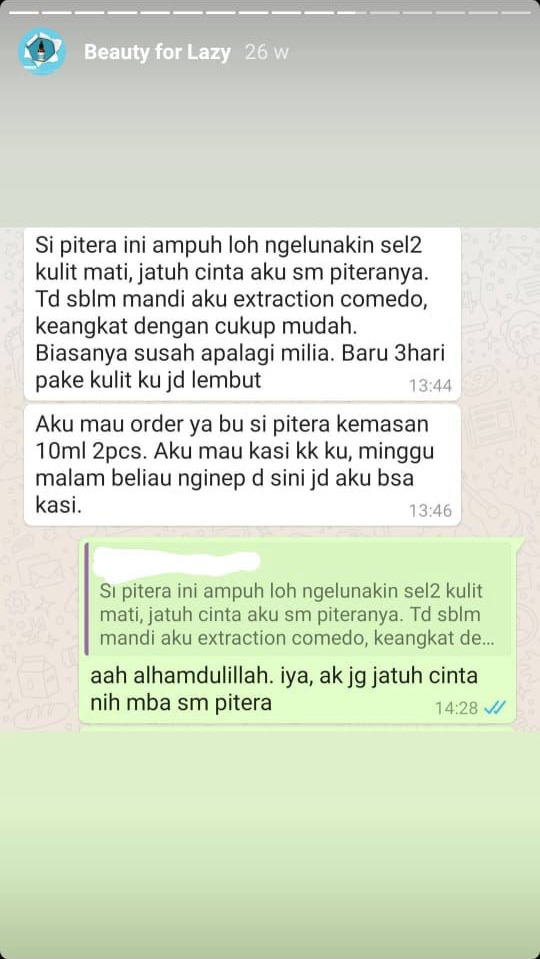 Beauty for Lazy 26 w
Si pitera ini ampuh loh ngelunakin sel2
kulit mati, jatuh cinta aku sm piteranya.
Td sblm mandi aku extraction comedo,
keangkat dengan cukup mudah.
Biasanya susah apalagi milia. Baru 3hari
pake kulit ku jd lembut
13:44
Aku mau order ya bu si pitera kemasan
10ml 2pcs. Aku mau kasi kk ku, minggu
malam beliau nginep d sini jd aku bsa
kasi.
13:46
Si pitera ini ampuh loh ngelunakin sel2 kulit
mati, jatuh cinta aku sm piteranya. Td sblm
mandi aku extraction comedo, keangkat de...
aah alhamdulillah. iya, ak jg jatuh cinta
nih mba sm pitera
14:28